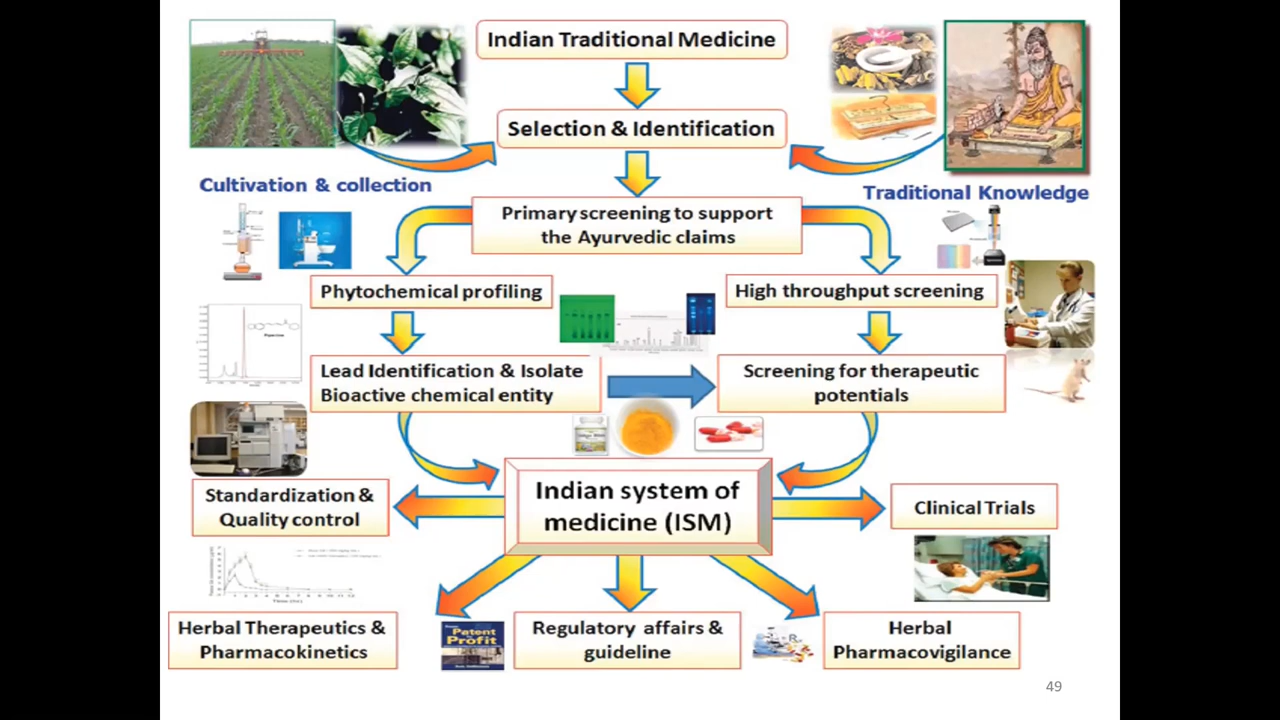 Indian Traditional Medicine
Selection & Identification
Cultivation & collection
Traditional Knowledge
Primary screening to support
the Ayurvedic claims
Phytochemical profiling
High throughput screening
Lead Identification & Isolate
Bioactive chemical entity
Screening for therapeutic
potentials
Indian system of
medicine (ISM)
Standardization &
Quality control
Clinical Trials
Herbal Therapeutics &
Pharmacokinetics
Patent
Profit
Regulatory affairs &
guideline
Herbal
Pharmacovigilance
49